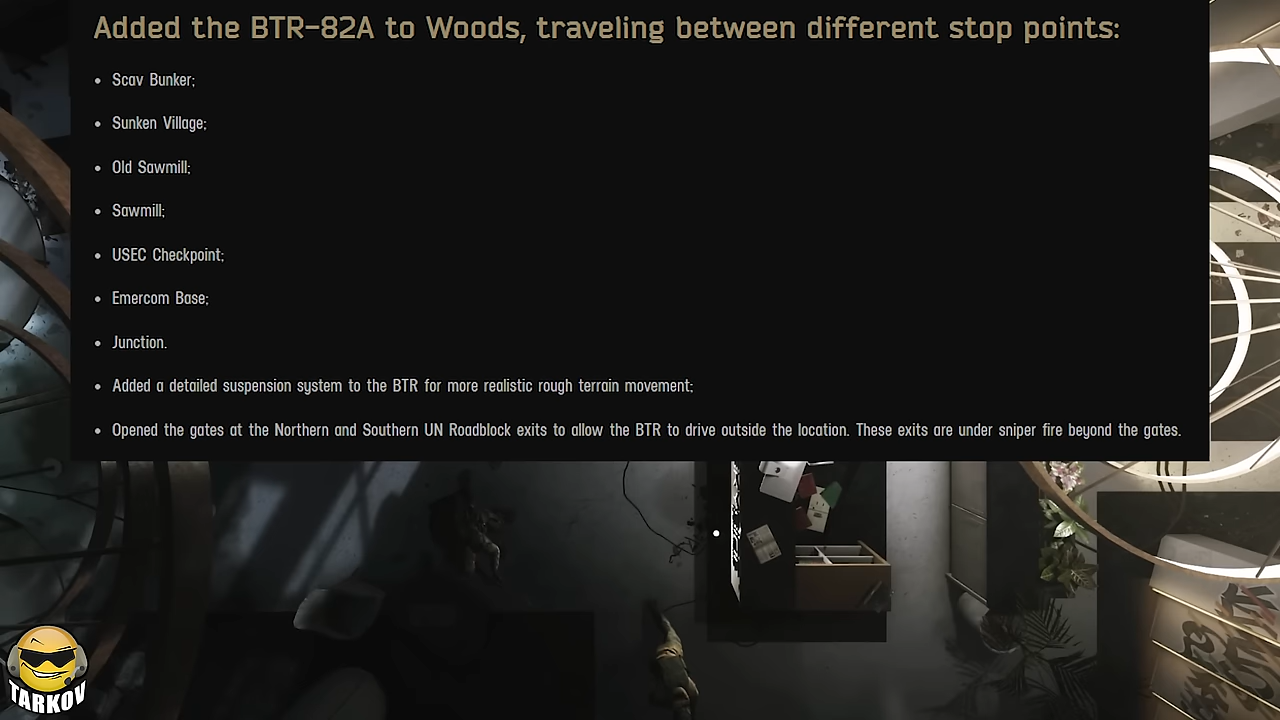 Added the BTR-82A to Woods, traveling between different stop points:
• Scav Bunker;
• Sunken Village;
• Old Sawmill;
• Sawmill;
• USEC Checkpoint;
• Emercom Base;
• Junction.
• Added a detailed suspension system to the BTR for more realistic rough terrain movement;
• Opened the gates at the Northern and Southern UN Roadblock exits to allow the BTR to drive outside the location. These exits are under sniper fire beyond the gates.
TARKOV